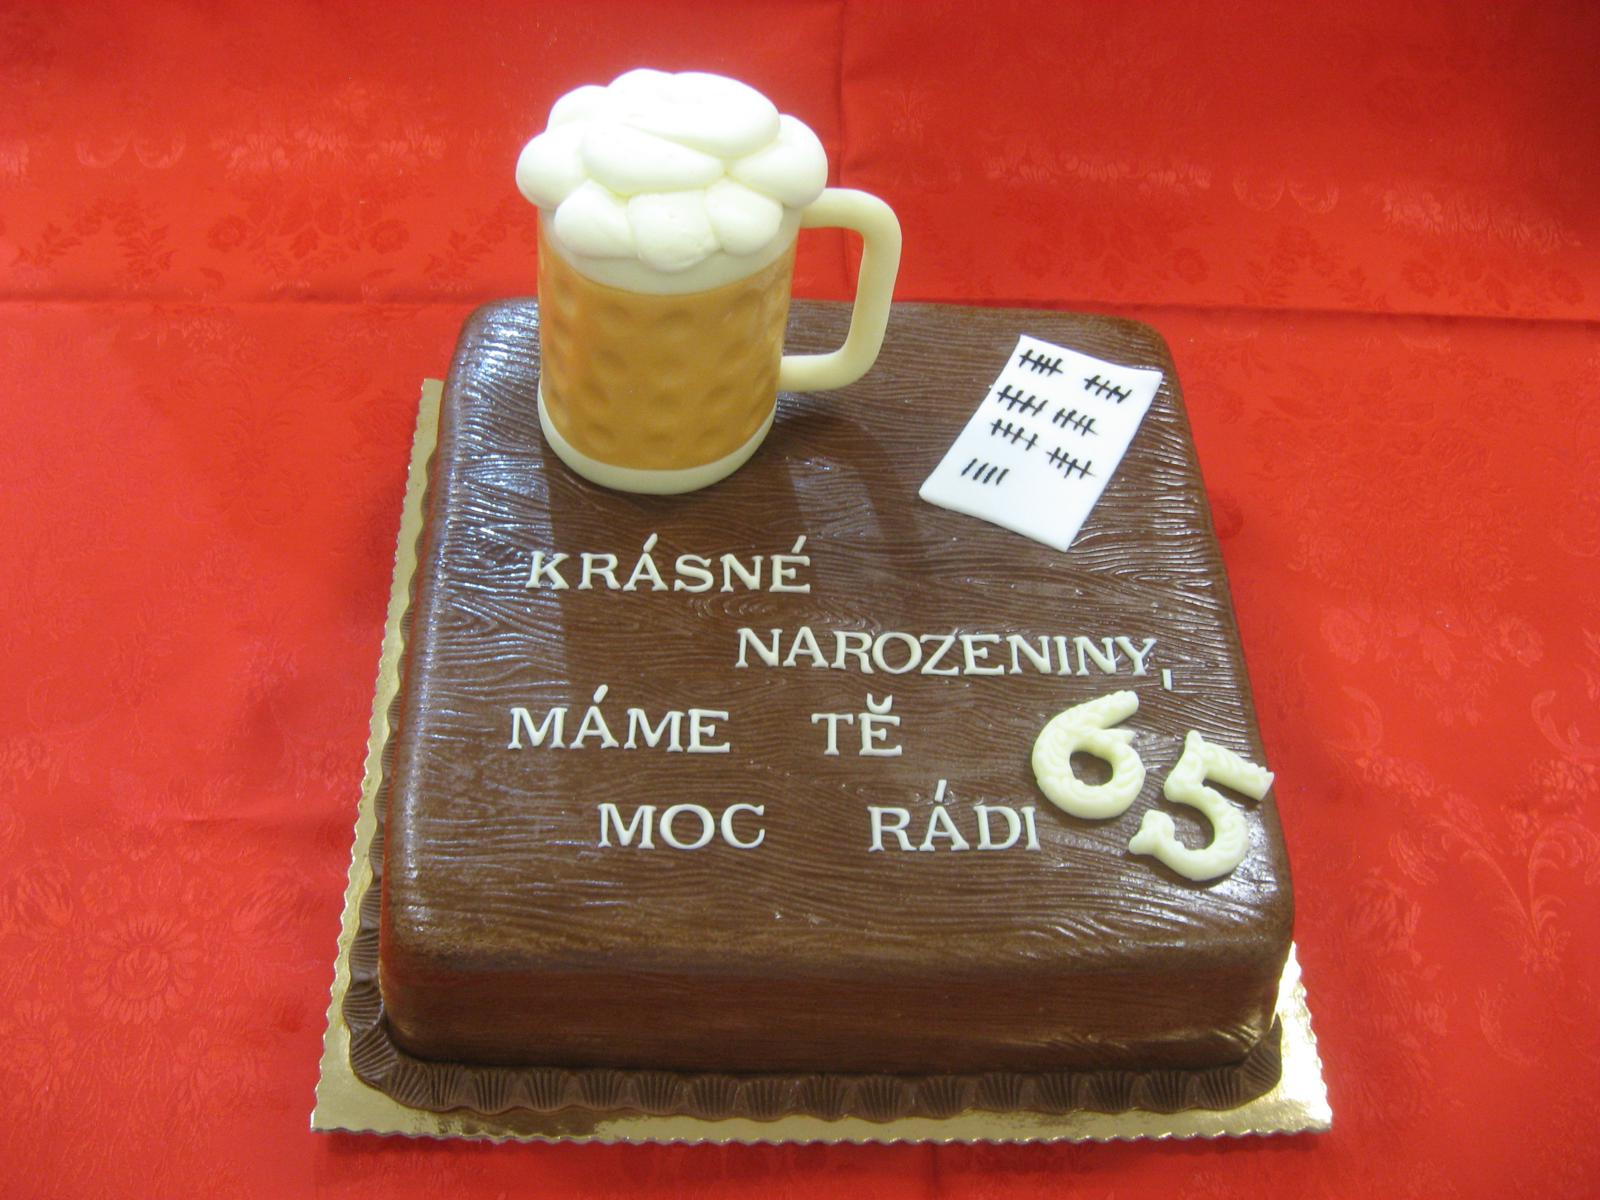 KRÁSNÉ
NAROZENINY,
MÁME TĚ
MOC RÁDI
65